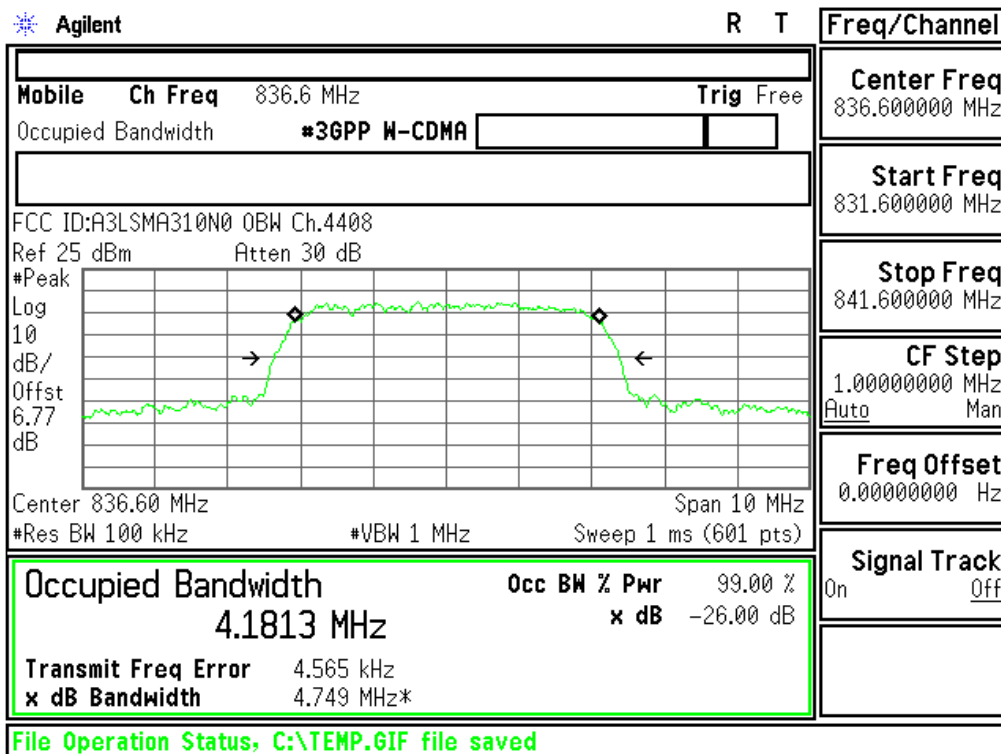 Agilent R T Freq/Channel
Mobile Ch Freq 836.6 MHz Trig Free
Occupied Bandwidth #3GPP W-CDMA
FCC ID:A3LSMA310N0 OBW Ch.4408
Ref 25 dBm Atten 30 dB
#Peak
Log
10
dB/
Offst
6.77
dB
Center 836.60 MHz Span 10 MHz
#Res BW 100 kHz #VBW 1 MHz Sweep 1 ms (601 pts)
Occupied Bandwidth Occ BW % Pwr 99.00 %
4.1813 MHz x dB -26.00 dB
Transmit Freq Error 4.565 kHz
x dB Bandwidth 4.749 MHz*
File Operation Status, C:\TEMP.GIF file saved
Center Freq
836.600000 MHz
Start Freq
831.600000 MHz
Stop Freq
841.600000 MHz
CF Step
1.00000000 MHz
Auto Man
Freq Offset
0.00000000 Hz
Signal Track
On Off